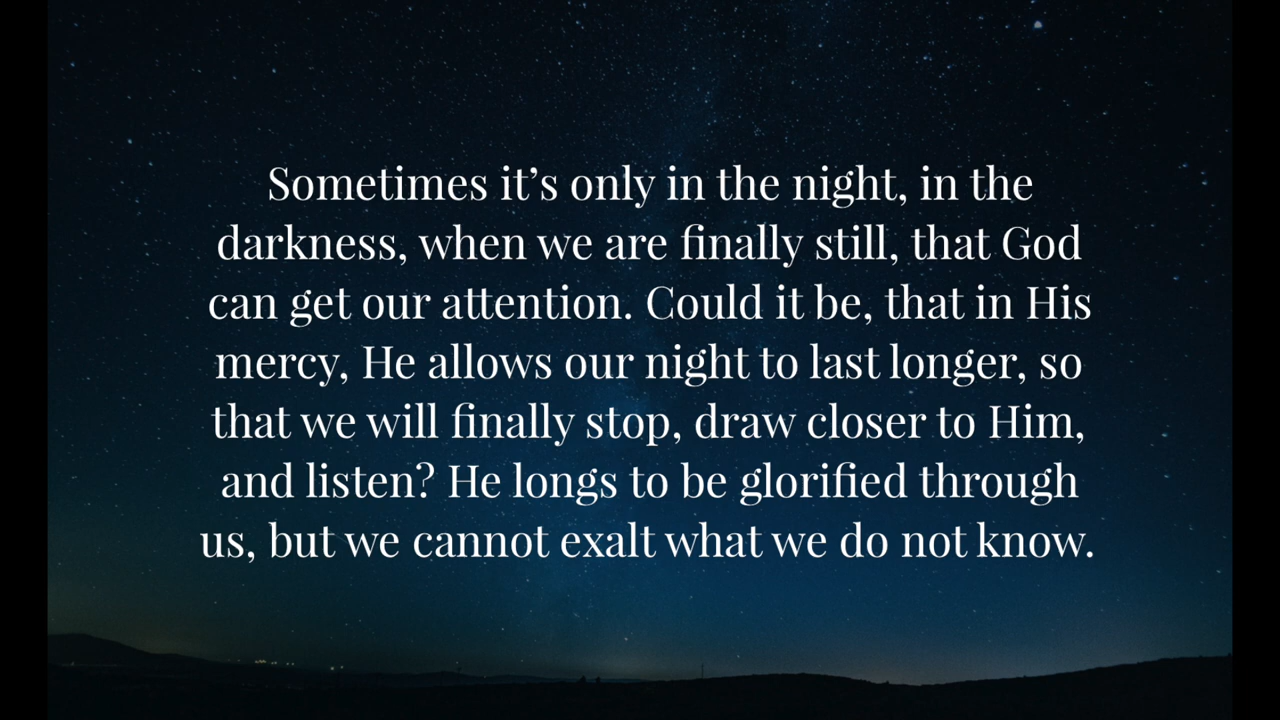 Sometimes it’s only in the night, in the
darkness, when we are finally still, that God
can get our attention. Could it be, that in His
mercy, He allows our night to last longer, so
that we will finally stop, draw closer to Him,
and listen? He longs to be glorified through
us, but we cannot exalt what we do not know.